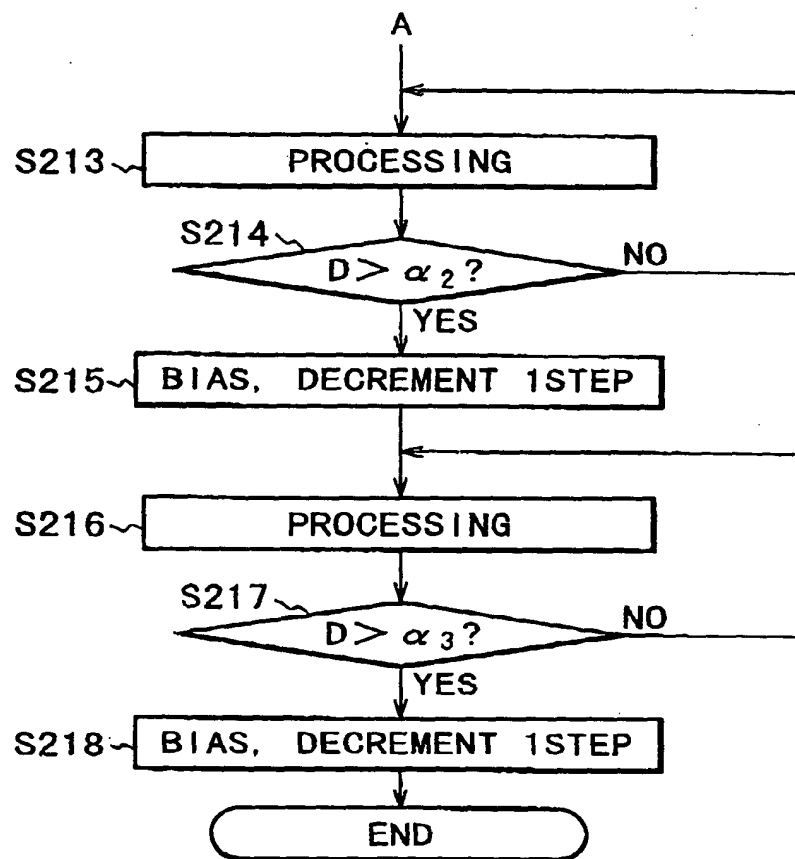 A
S213 PROCESSING
S214
D > α2?
NO
YES
S215 BIAS, DECREMENT 1STEP
S216 PROCESSING
S217
D > α3?
NO
YES
S218 BIAS, DECREMENT 1STEP
END